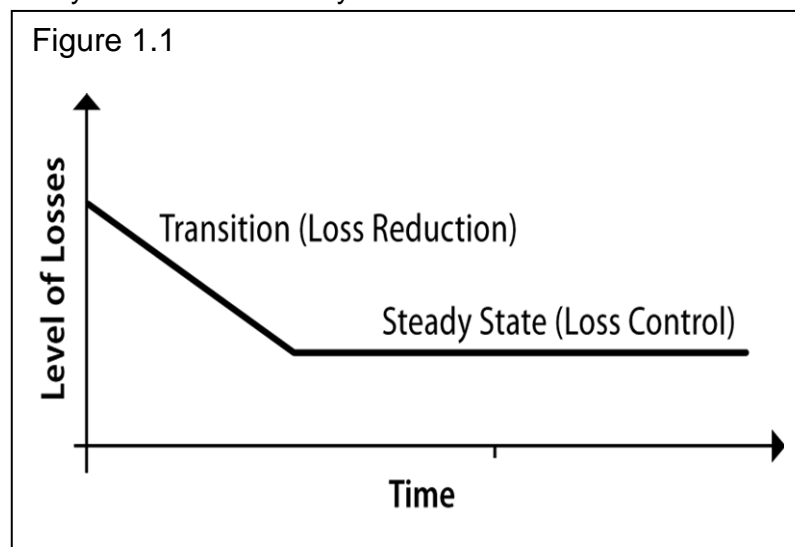 Figure 1.1
Level of Losses
Transition (Loss Reduction)
Steady State (Loss Control)
Time